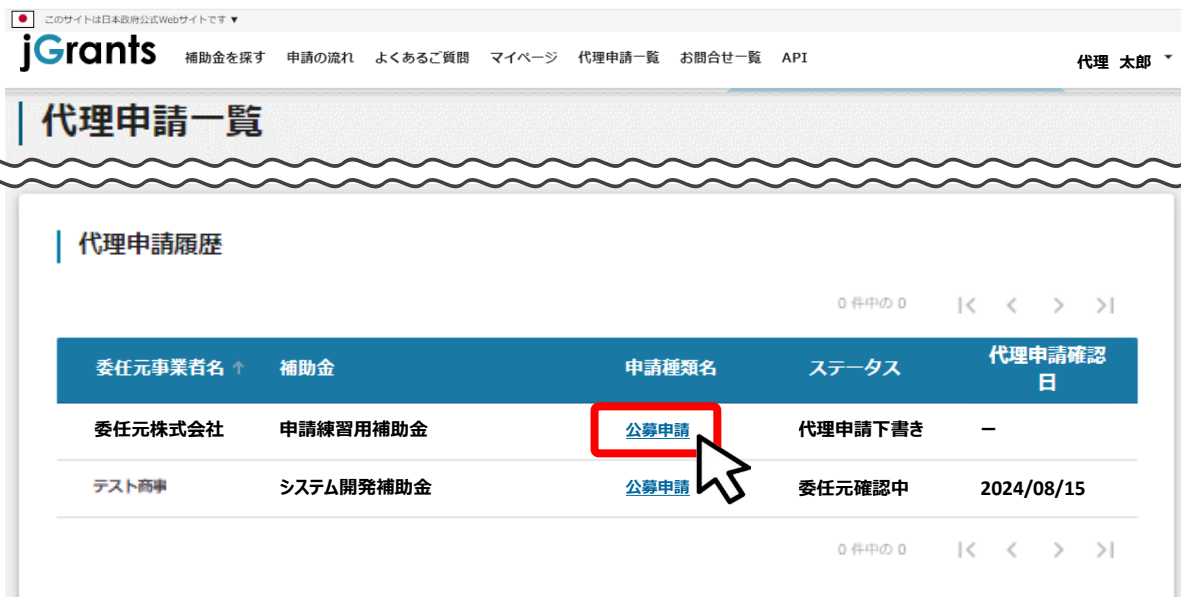 このサイトは日本政府公式Webサイトです ▼
jGrants 補助金を探す 申請の流れ よくあるご質問 マイページ 代理申請一覧 お問合せ一覧 API 代理 太郎
代理申請一覧
代理申請履歴
0 件中の 0
委任元事業者名 ↑ 補助金 申請種類名 ステータス 代理申請確認
日
委任元株式会社 申請練習用補助金 公募申請 代理申請下書き ー
テスト商事 システム開発補助金 公募申請 委任元確認中 2024/08/15
0 件中の 0